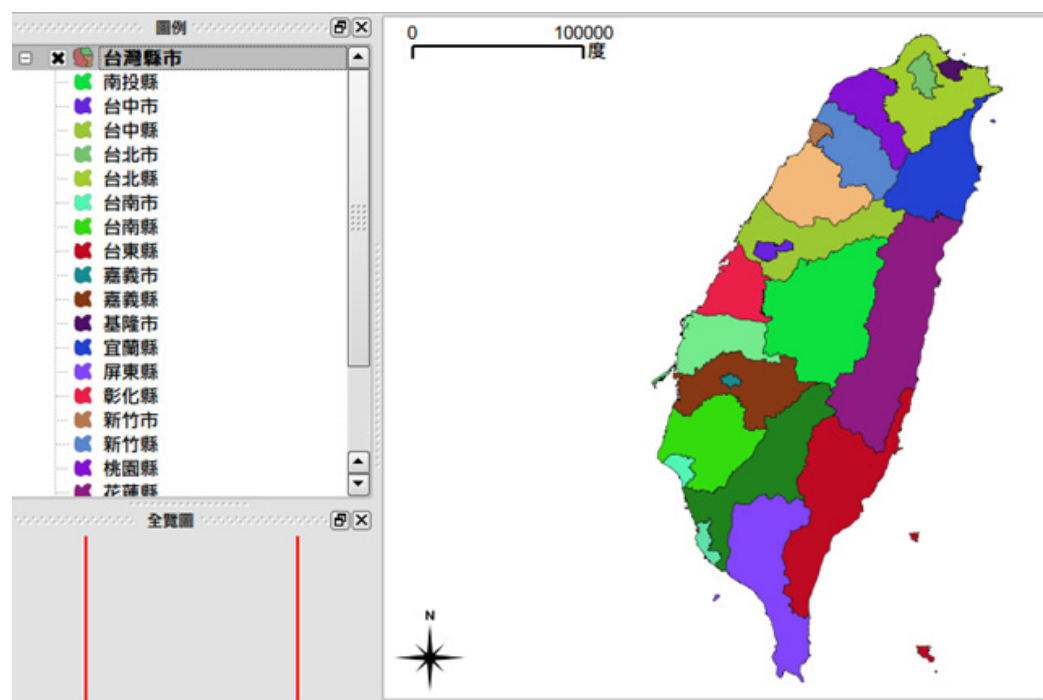 圖例
台灣縣市
南投縣
台中市
台中縣
台北市
台北縣
台南市
台南縣
台東縣
嘉義市
嘉義縣
基隆市
宜蘭縣
屏東縣
彰化縣
新竹市
新竹縣
桃園縣
花蓮縣
全覽圖
0 100000
度
N